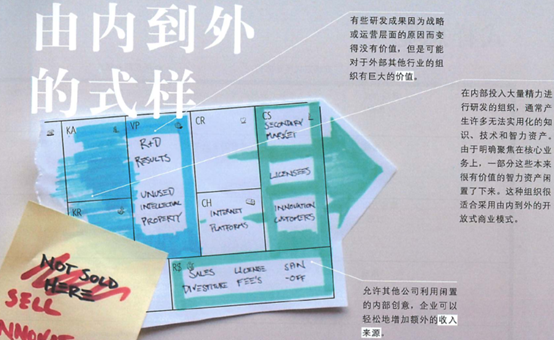 由内到外
的式样
有些研发成果因为战略
或运营层面的原因而变
得没有价值，但是可能
对于外部其他行业的组
织有巨大的价值。
在内部投入大量精力进
行研发的组织，通常产
生许多无法实用化的知
识、技术和智力资产。
由于明确聚焦在核心业
务上，一部分这些本来
很有价值的智力资产闲
置了下来。这种组织很
适合采用由内到外的开
放式商业模式。
KA
VP
CR
CS
R+D
RESULTS
UNUSED
INTELLECTUAL
PROPERTY
SECONDARY
MARKET
LICENSEES
INNOVATION
CUSTOMERS
KR
CH
INTERNET
PLATFORMS
R$
SALES LICENSE SPIN
DIVESTITURE FEES -OFF
NOT SOLD
HERE
SELL
允许其他公司利用闲置
的内部创意，企业可以
轻松地增加额外的收入
来源。